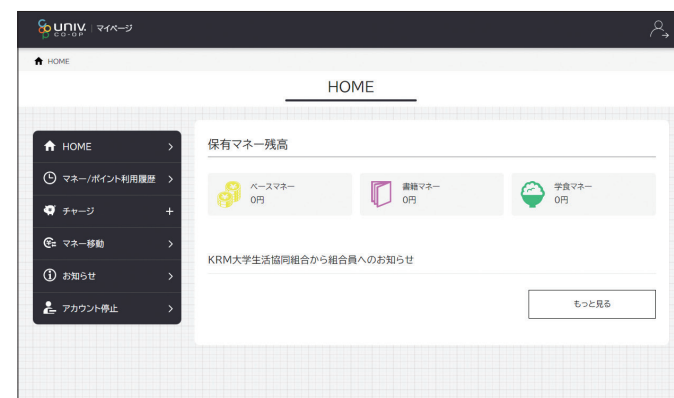 UNIV. CO-OP マイページ
HOME
HOME
HOME
マネー/ポイント利用履歴
チャージ
マネー移動
お知らせ
アカウント停止
保有マネー残高
ベースマネー
0円
書籍マネー
0円
学食マネー
0円
KRM大学生活協同組合から組合員へのお知らせ
もっと見る